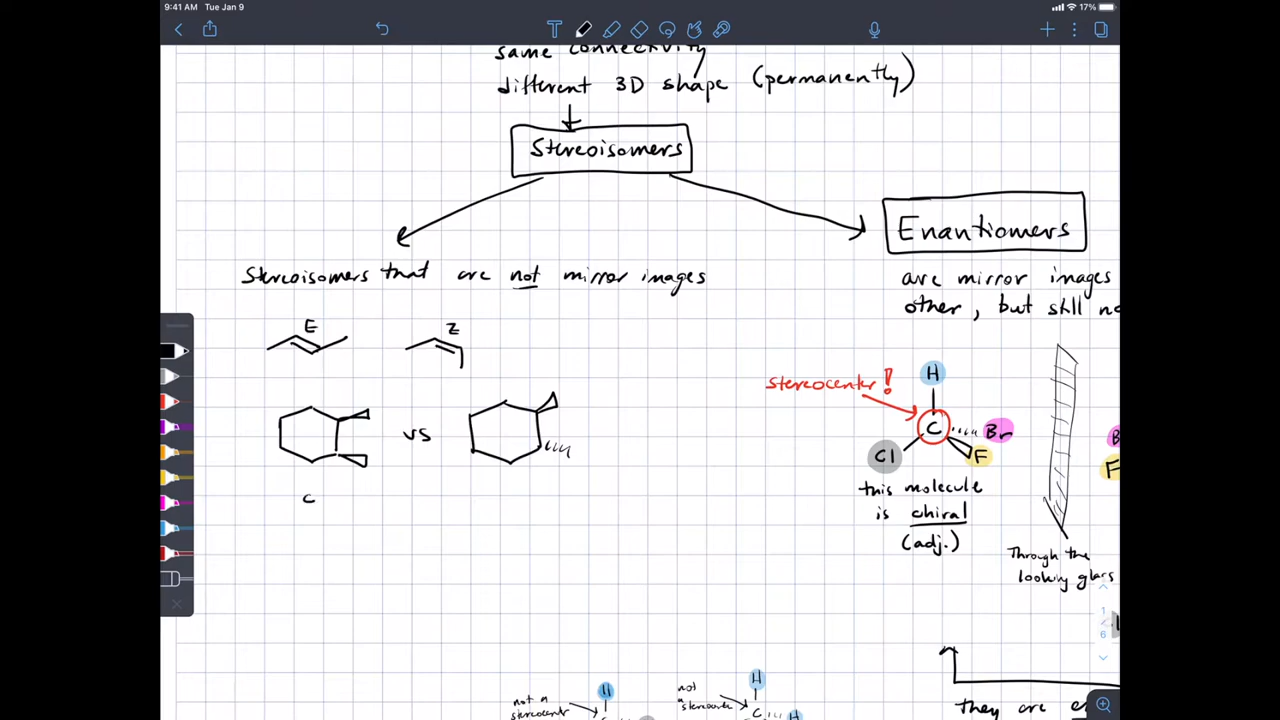 9:41 AM Tue Jan 9
17%
same connectivity
different 3D shape (permanently)
Stereoisomers
Enantiomers
Stereoisomers that are not mirror images
are mirror images
other, but still
E
Z
vs
C
stereocenter!
H
C
Br
Cl
F
this molecule
is chiral
(adj.)
Through the
looking glass
F
1
6
H
not a
stereocenter
not
stereocenter
H
C
H
they are